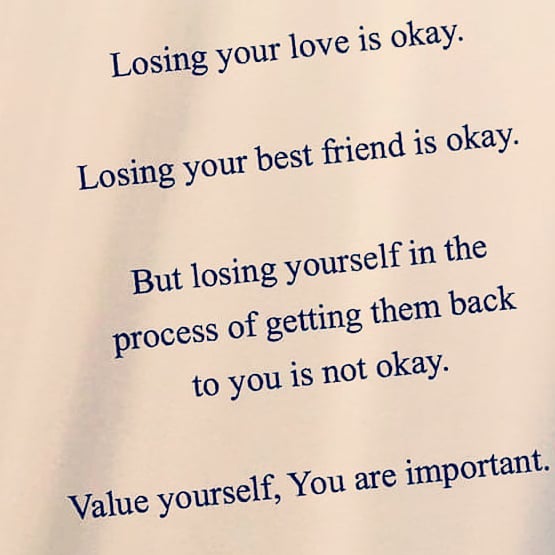 Losing your love is okay.
Losing your best friend is okay.
But losing yourself in the
process of getting them back
to you is not okay.
Value yourself, You are important.